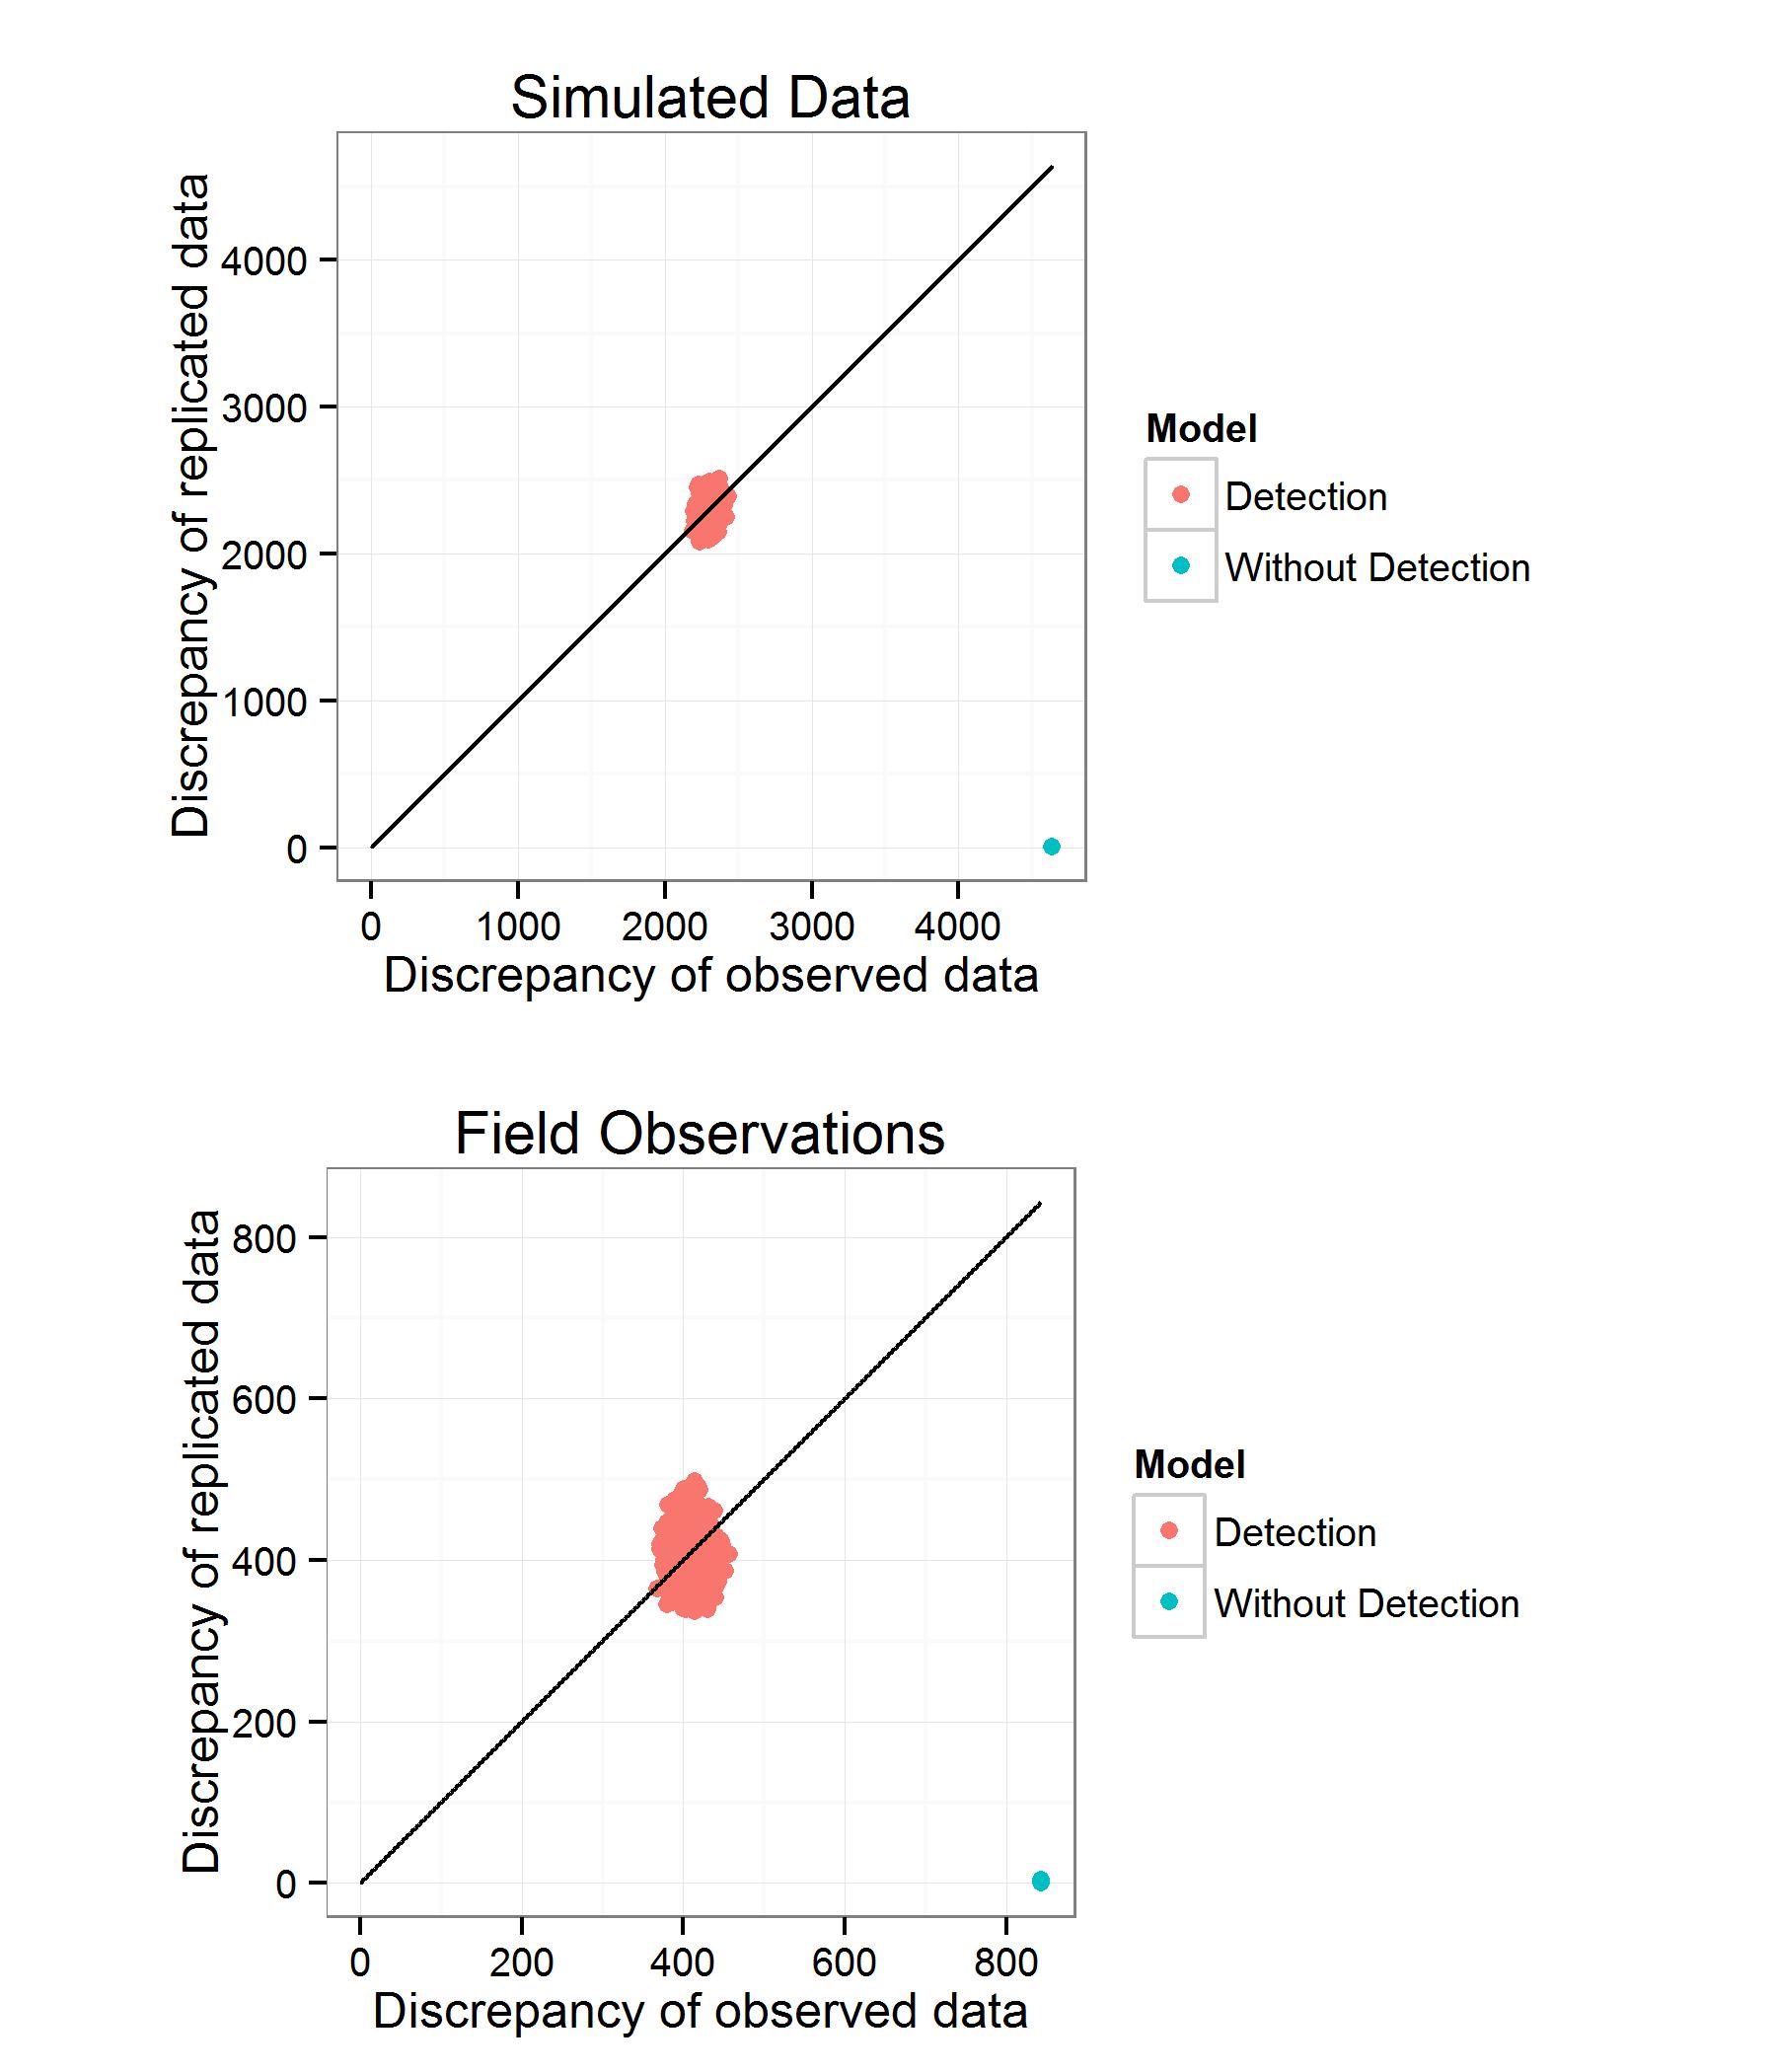 Simulated Data
Discrepancy of replicated data
4000
3000
2000
1000
0
0 1000 2000 3000 4000
Discrepancy of observed data
Model
Detection
Without Detection
Field Observations
Discrepancy of replicated data
800
600
400
200
0
0 200 400 600 800
Discrepancy of observed data
Model
Detection
Without Detection